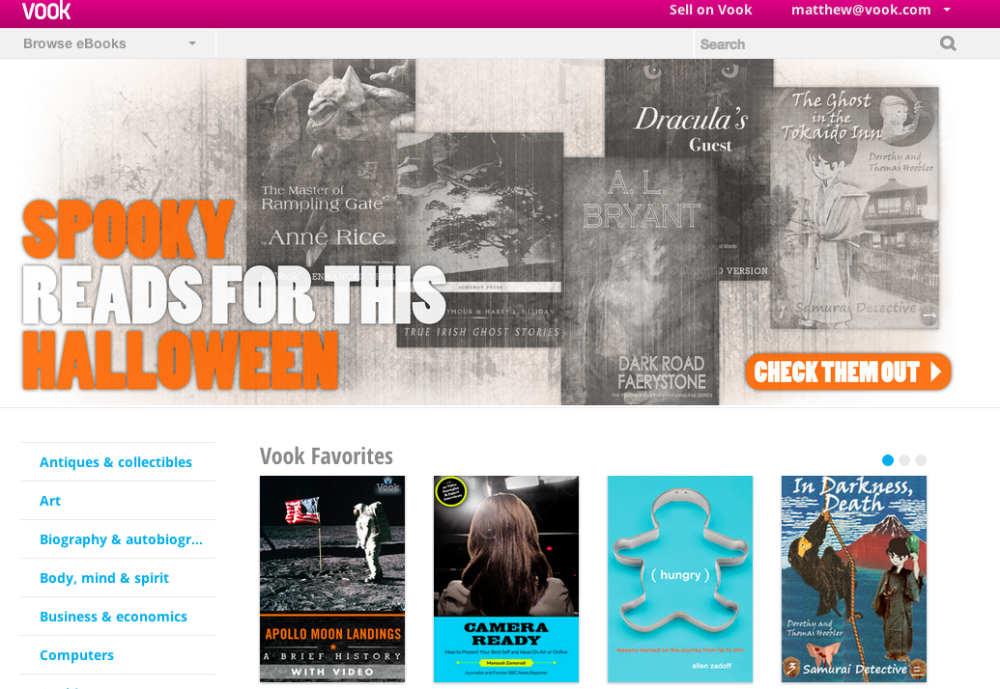 vook
Sell on Vook
matthew@vook.com
Browse eBooks
Search
The Master of
Rampling Gate
Anne Rice
Dracula's
Guest
VERSION
The Ghost
in the
Tokaido Inn
Dorothy and
Thomas Hoobler
Samurai Detective
A. L.
BRYANT
DARK ROAD
FAERYSTONE
ACHERON PRESS
TRUE IRISH GHOST STORIES
SPOOKY
READS FOR THIS
HALLOWEEN
CHECK THEM OUT
Antiques & collectibles
Art
Biography & autobiogr...
Body, mind & spirit
Business & economics
Computers
Vook Favorites
Vook
APOLLO MOON LANDINGS
A BRIEF HISTORY
WITH VIDEO
CAMERA
READY
How to Present Your Best Self and Ideas On Air or Online
Manoush Zomorodi
Journalist and Former BBC News Reporter
( hungry )
lessons learned on the journey from fat to thin
allen zadoff
In Darkness,
Death
Dorothy and
Thomas Hoobler
Samurai Detective